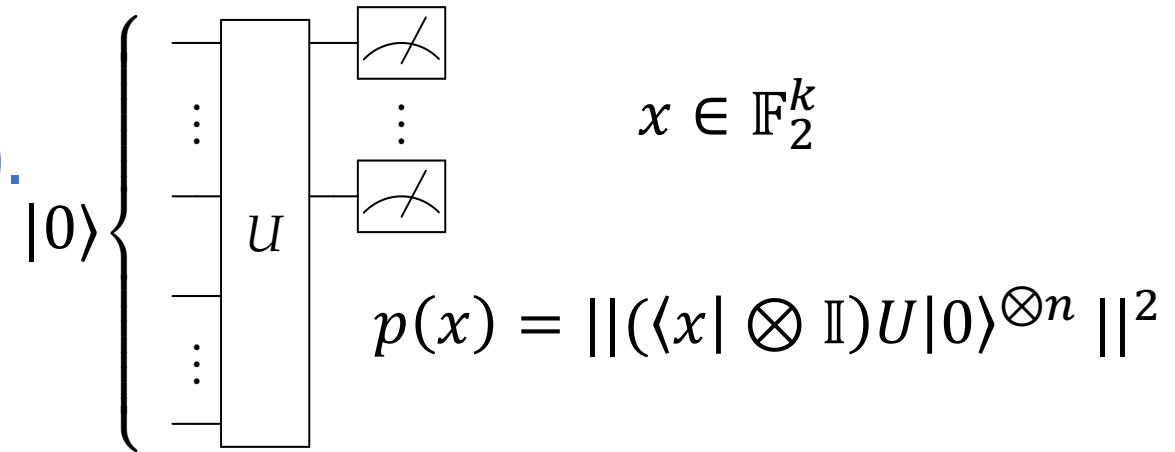 x ∈ 𝔽₂ᵏ
|0⟩
U
p(x) = ||(⟨x| ⊗ 𝕀)U|0⟩^{⊗n} ||²